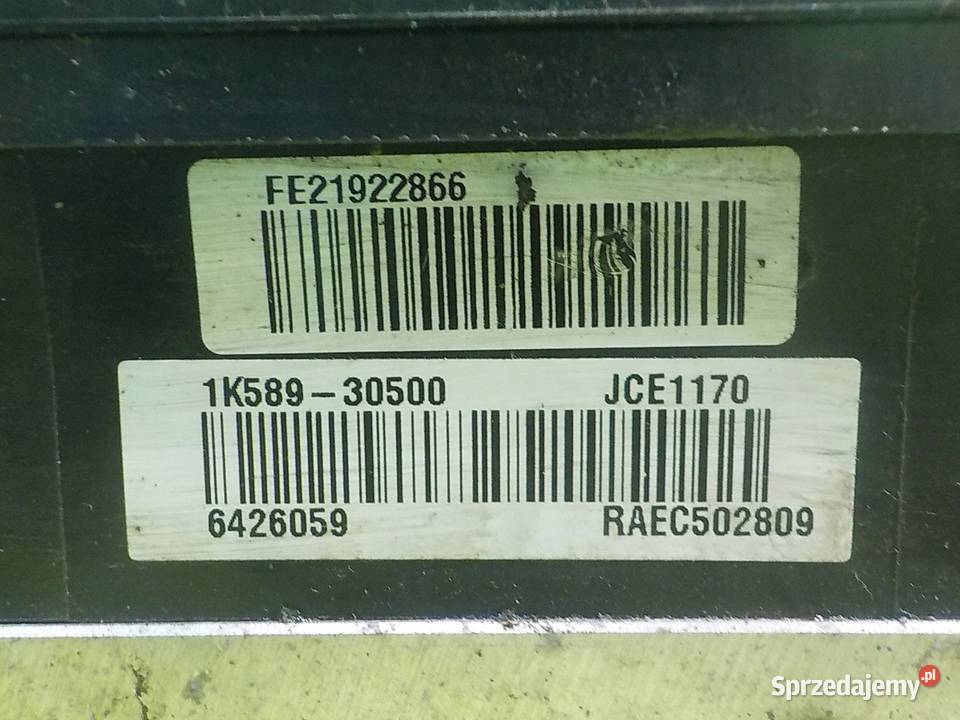 FE21922866
1K589-30500 JCE1170
6426059 RAEC502809
Sprzedajemy.pl